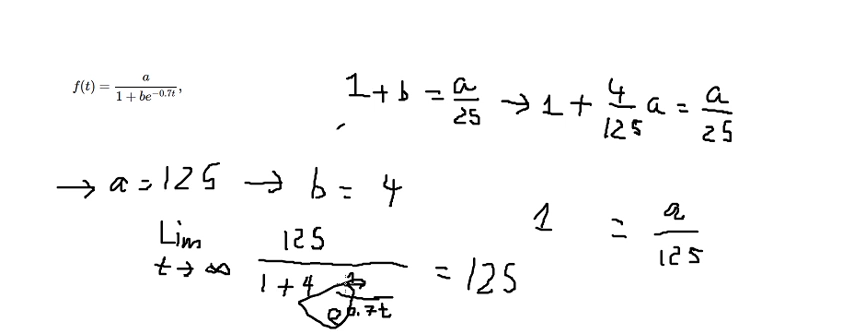 f(t) = a / (1 + be^{-0.7t}),
1 + b = a/25 → 1 + 4/125 a = a/25
→ a = 125 → b = 4
1 = a/125
Lim t→∞ 125 / (1 + 4 1/e^{0.7t}) = 125